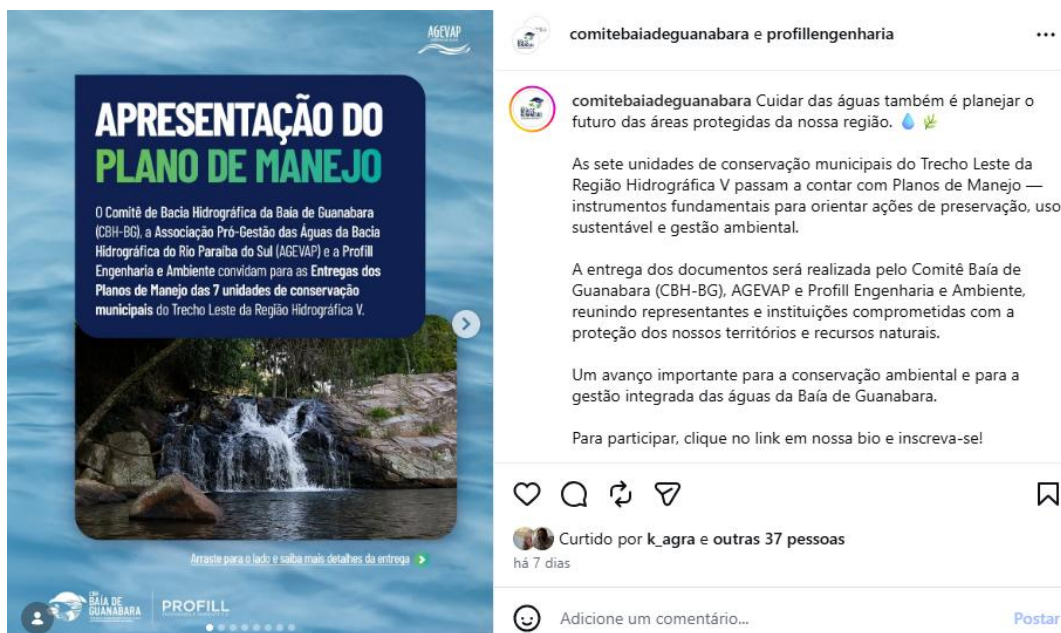 AGEVAP
APRESENTAÇÃO DO
PLANO DE MANEJO
O Comitê de Bacia Hidrográfica da Baía de Guanabara
(CBH-BG), a Associação Pró-Gestão das Águas da Bacia
Hidrográfica do Rio Paraíba do Sul (AGEVAP) e a Profill
Engenharia e Ambiente convidam para as Entregas dos
Planos de Manejo das 7 unidades de conservação
municipais do Trecho Leste da Região Hidrográfica V.
Arraste para o lado e saiba mais detalhes da entrega
CBH
BAÍA DE
GUANABARA
PROFILL
comitebaiadeguanabara e profillengenharia
comitebaiadeguanabara Cuidar das águas também é planejar o
futuro das áreas protegidas da nossa região. 💧 🌿
As sete unidades de conservação municipais do Trecho Leste da
Região Hidrográfica V passam a contar com Planos de Manejo —
instrumentos fundamentais para orientar ações de preservação, uso
sustentável e gestão ambiental.
A entrega dos documentos será realizada pelo Comitê Baía de
Guanabara (CBH-BG), AGEVAP e Profill Engenharia e Ambiente,
reunindo representantes e instituições comprometidas com a
proteção dos nossos territórios e recursos naturais.
Um avanço importante para a conservação ambiental e para a
gestão integrada das águas da Baía de Guanabara.
Para participar, clique no link em nossa bio e inscreva-se!
Curtido por k_agra e outras 37 pessoas
há 7 dias
Adicione um comentário...
Postar